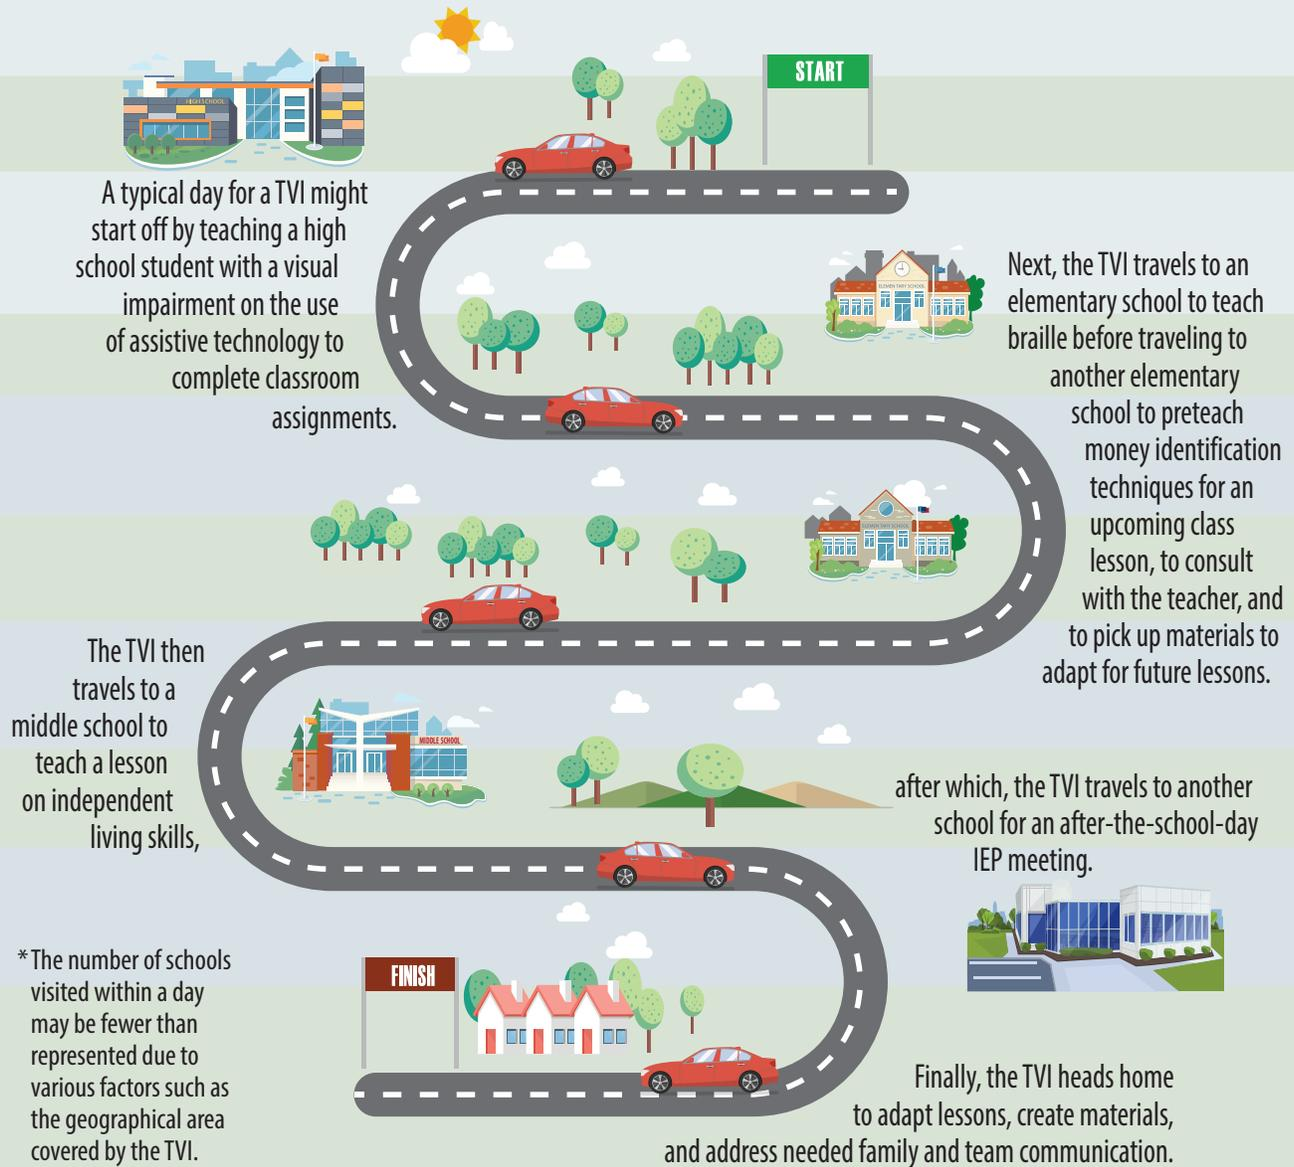 START
HIGH SCHOOL
A typical day for a TVI might
start off by teaching a high
school student with a visual
impairment on the use
of assistive technology to
complete classroom
assignments.
ELEMENTARY SCHOOL
Next, the TVI travels to an
elementary school to teach
braille before traveling to
another elementary
school to preteach
money identification
techniques for an
upcoming class
lesson, to consult
with the teacher, and
to pick up materials to
adapt for future lessons.
ELEMENTARY SCHOOL
The TVI then
travels to a
middle school to
teach a lesson
on independent
living skills,
MIDDLE SCHOOL
after which, the TVI travels to another
school for an after-the-school-day
IEP meeting.
FINISH
*The number of schools
visited within a day
may be fewer than
represented due to
various factors such as
the geographical area
covered by the TVI.
Finally, the TVI heads home
to adapt lessons, create materials,
and address needed family and team communication.